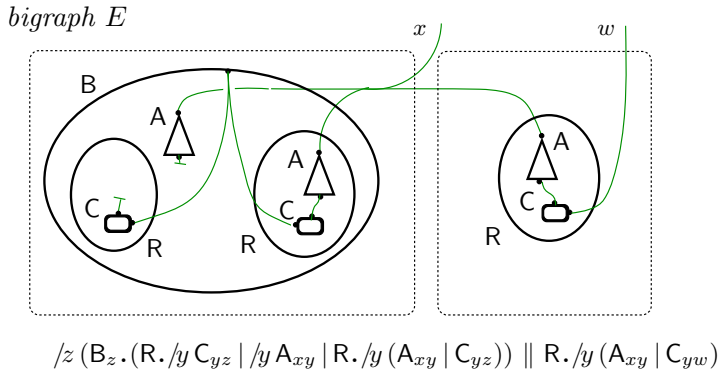 bigraph E
x
w
B
A
A
A
C
C
C
R
R
R
/z (B_z.(R./y C_yz | /y A_xy | R./y (A_xy | C_yz)) ‖ R./y (A_xy | C_yw)